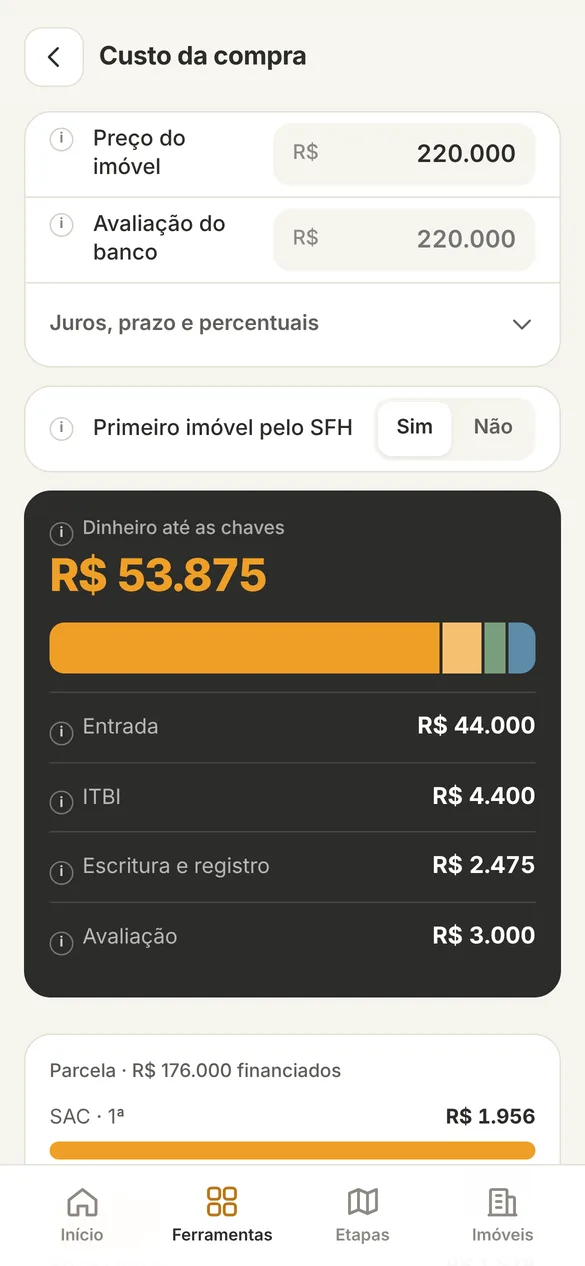 Custo da compra
Preço do
imóvel
R$ 220.000
Avaliação do
banco
R$ 220.000
Juros, prazo e percentuais
Primeiro imóvel pelo SFH Sim Não
Dinheiro até as chaves
R$ 53.875
Entrada R$ 44.000
ITBI R$ 4.400
Escritura e registro R$ 2.475
Avaliação R$ 3.000
Parcela · R$ 176.000 financiados
SAC · 1ª R$ 1.956
Início Ferramentas Etapas Imóveis